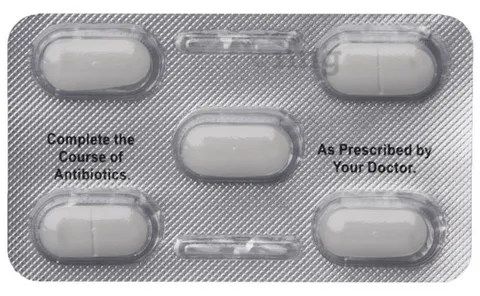 Complete the
Course of
Antibiotics.
As Prescribed by
Your Doctor.